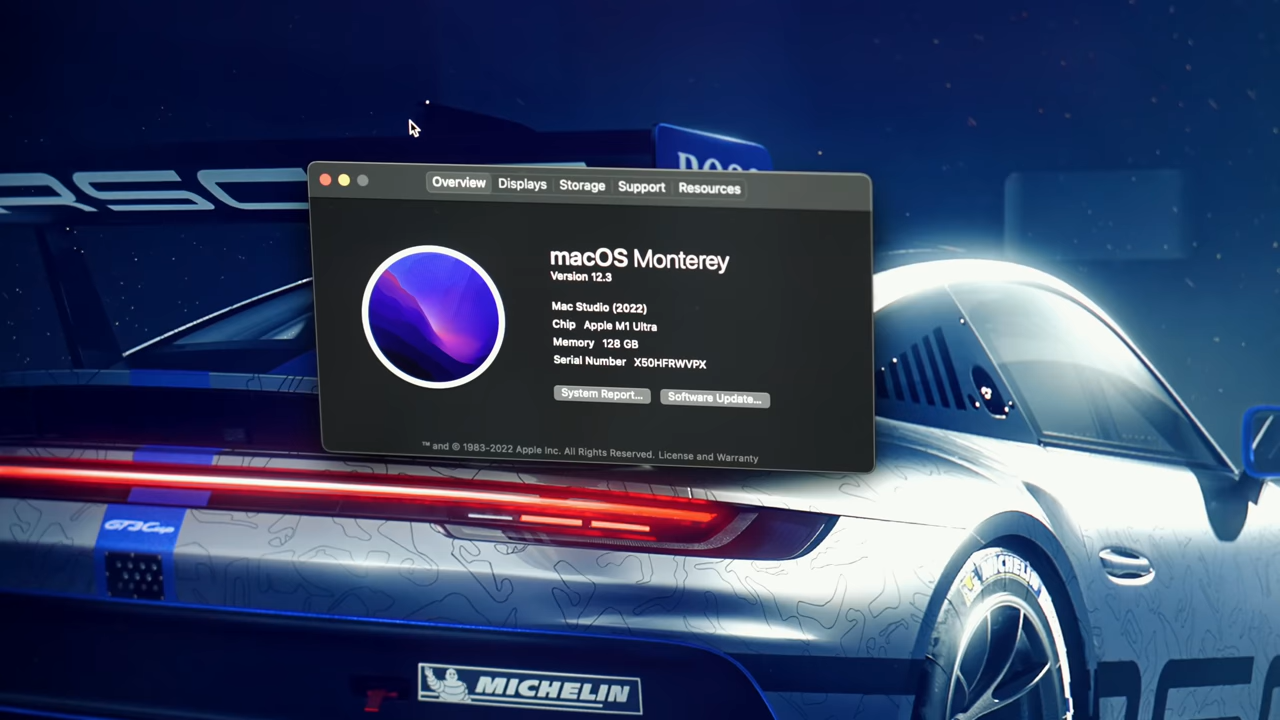 RSC
Overview Displays Storage Support Resources
macOS Monterey
Version 12.3
Mac Studio (2022)
Chip Apple M1 Ultra
Memory 128 GB
Serial Number X50HFRWVPX
System Report... Software Update...
™ and © 1983-2022 Apple Inc. All Rights Reserved. License and Warranty
GT3 Cup
MICHELIN
MICHELIN